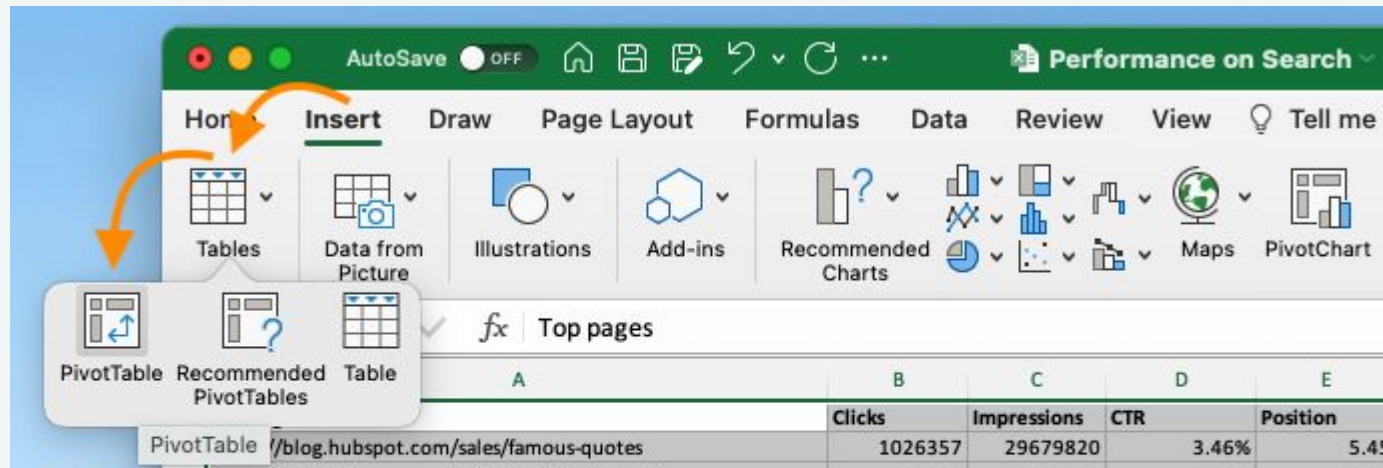 AutoSave OFF ... Performance on Search
Home Insert Draw Page Layout Formulas Data Review View Tell me
Tables Data from Picture Illustrations Add-ins Recommended Charts Maps PivotChart
fx Top pages
PivotTable Recommended PivotTables Table
A B C D E
Clicks Impressions CTR Position
PivotTable //blog.hubspot.com/sales/famous-quotes 1026357 29679820 3.46%